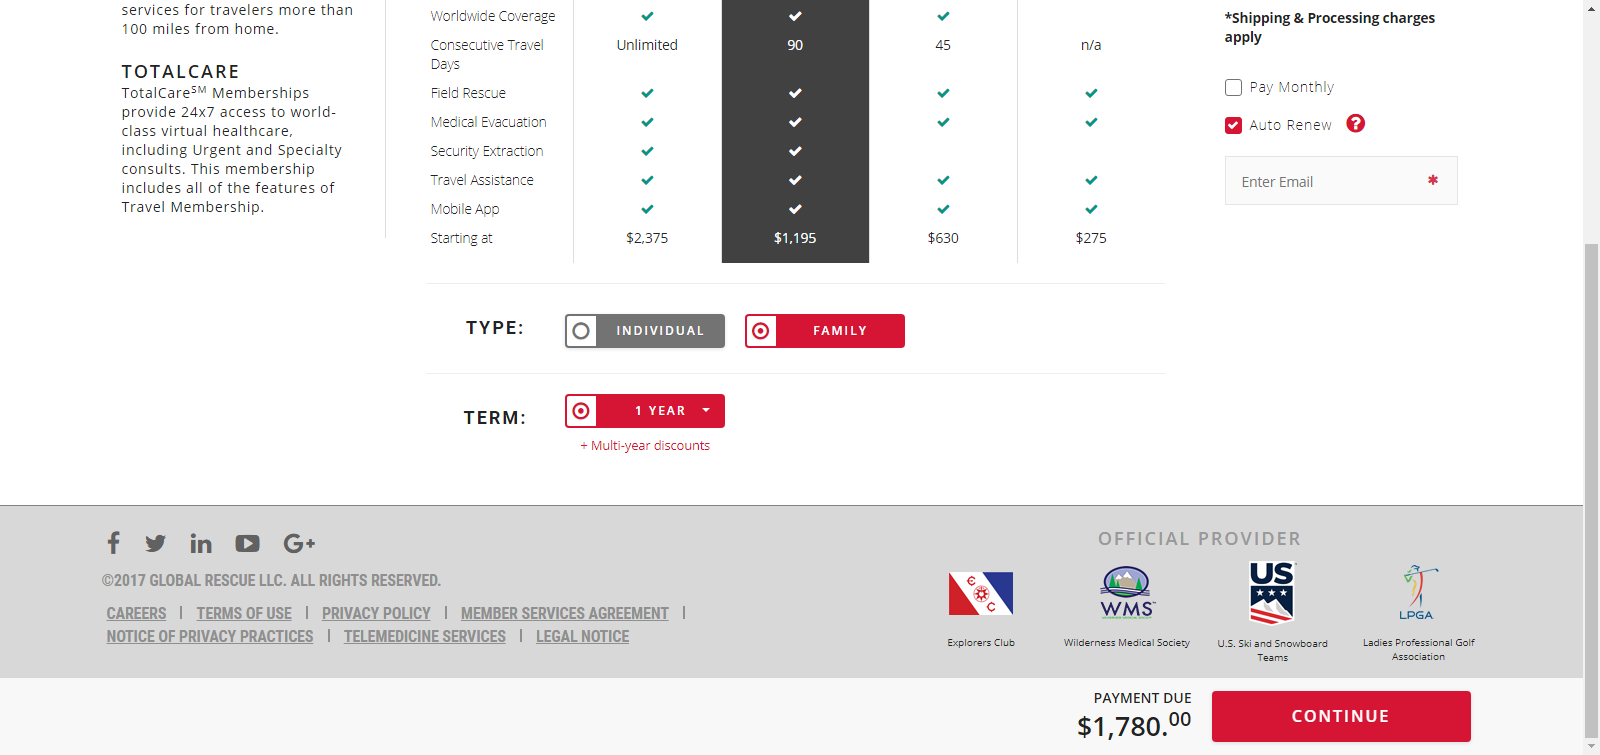 services for travelers more than
100 miles from home.
TOTALCARE
TotalCareSM Memberships
provide 24x7 access to world-
class virtual healthcare,
including Urgent and Specialty
consults. This membership
includes all of the features of
Travel Membership.
Worldwide Coverage
Consecutive Travel Unlimited 90 45 n/a
Days
Field Rescue
Medical Evacuation
Security Extraction
Travel Assistance
Mobile App
Starting at $2,375 $1,195 $630 $275
*Shipping & Processing charges
apply
Pay Monthly
Auto Renew ?
Enter Email *
TYPE: INDIVIDUAL FAMILY
TERM: 1 YEAR
+ Multi-year discounts
©2017 GLOBAL RESCUE LLC. ALL RIGHTS RESERVED.
CAREERS | TERMS OF USE | PRIVACY POLICY | MEMBER SERVICES AGREEMENT |
NOTICE OF PRIVACY PRACTICES | TELEMEDICINE SERVICES | LEGAL NOTICE
OFFICIAL PROVIDER
E C C
WMS
US
LPGA
Explorers Club
Wilderness Medical Society
U.S. Ski and Snowboard
Teams
Ladies Professional Golf
Association
PAYMENT DUE
$1,780.00
CONTINUE